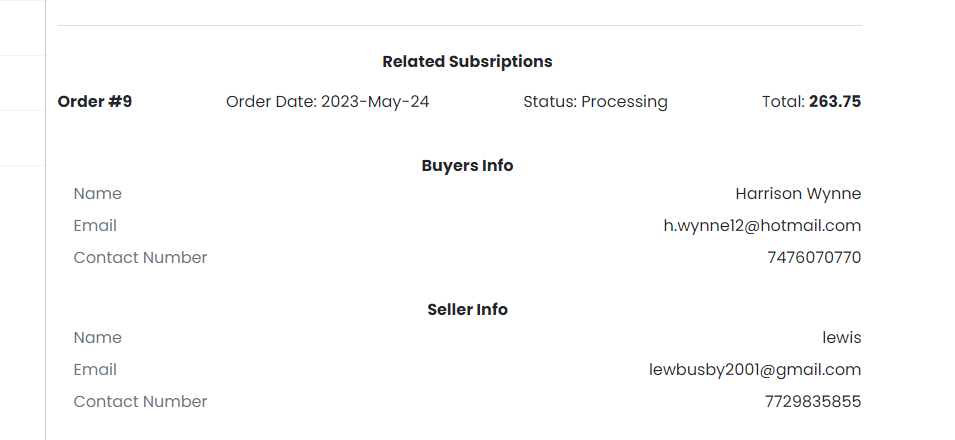 Related Subsriptions
Order #9 Order Date: 2023-May-24 Status: Processing Total: 263.75
Buyers Info
Name Harrison Wynne
Email h.wynne12@hotmail.com
Contact Number 7476070770
Seller Info
Name lewis
Email lewbusby2001@gmail.com
Contact Number 7729835855